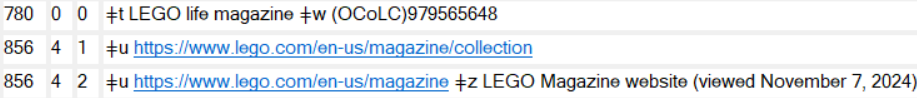 780 0 0 ǂt LEGO life magazine ǂw (OCoLC)979565648
856 4 1 ǂu https://www.lego.com/en-us/magazine/collection
856 4 2 ǂu https://www.lego.com/en-us/magazine ǂz LEGO Magazine website (viewed November 7, 2024)